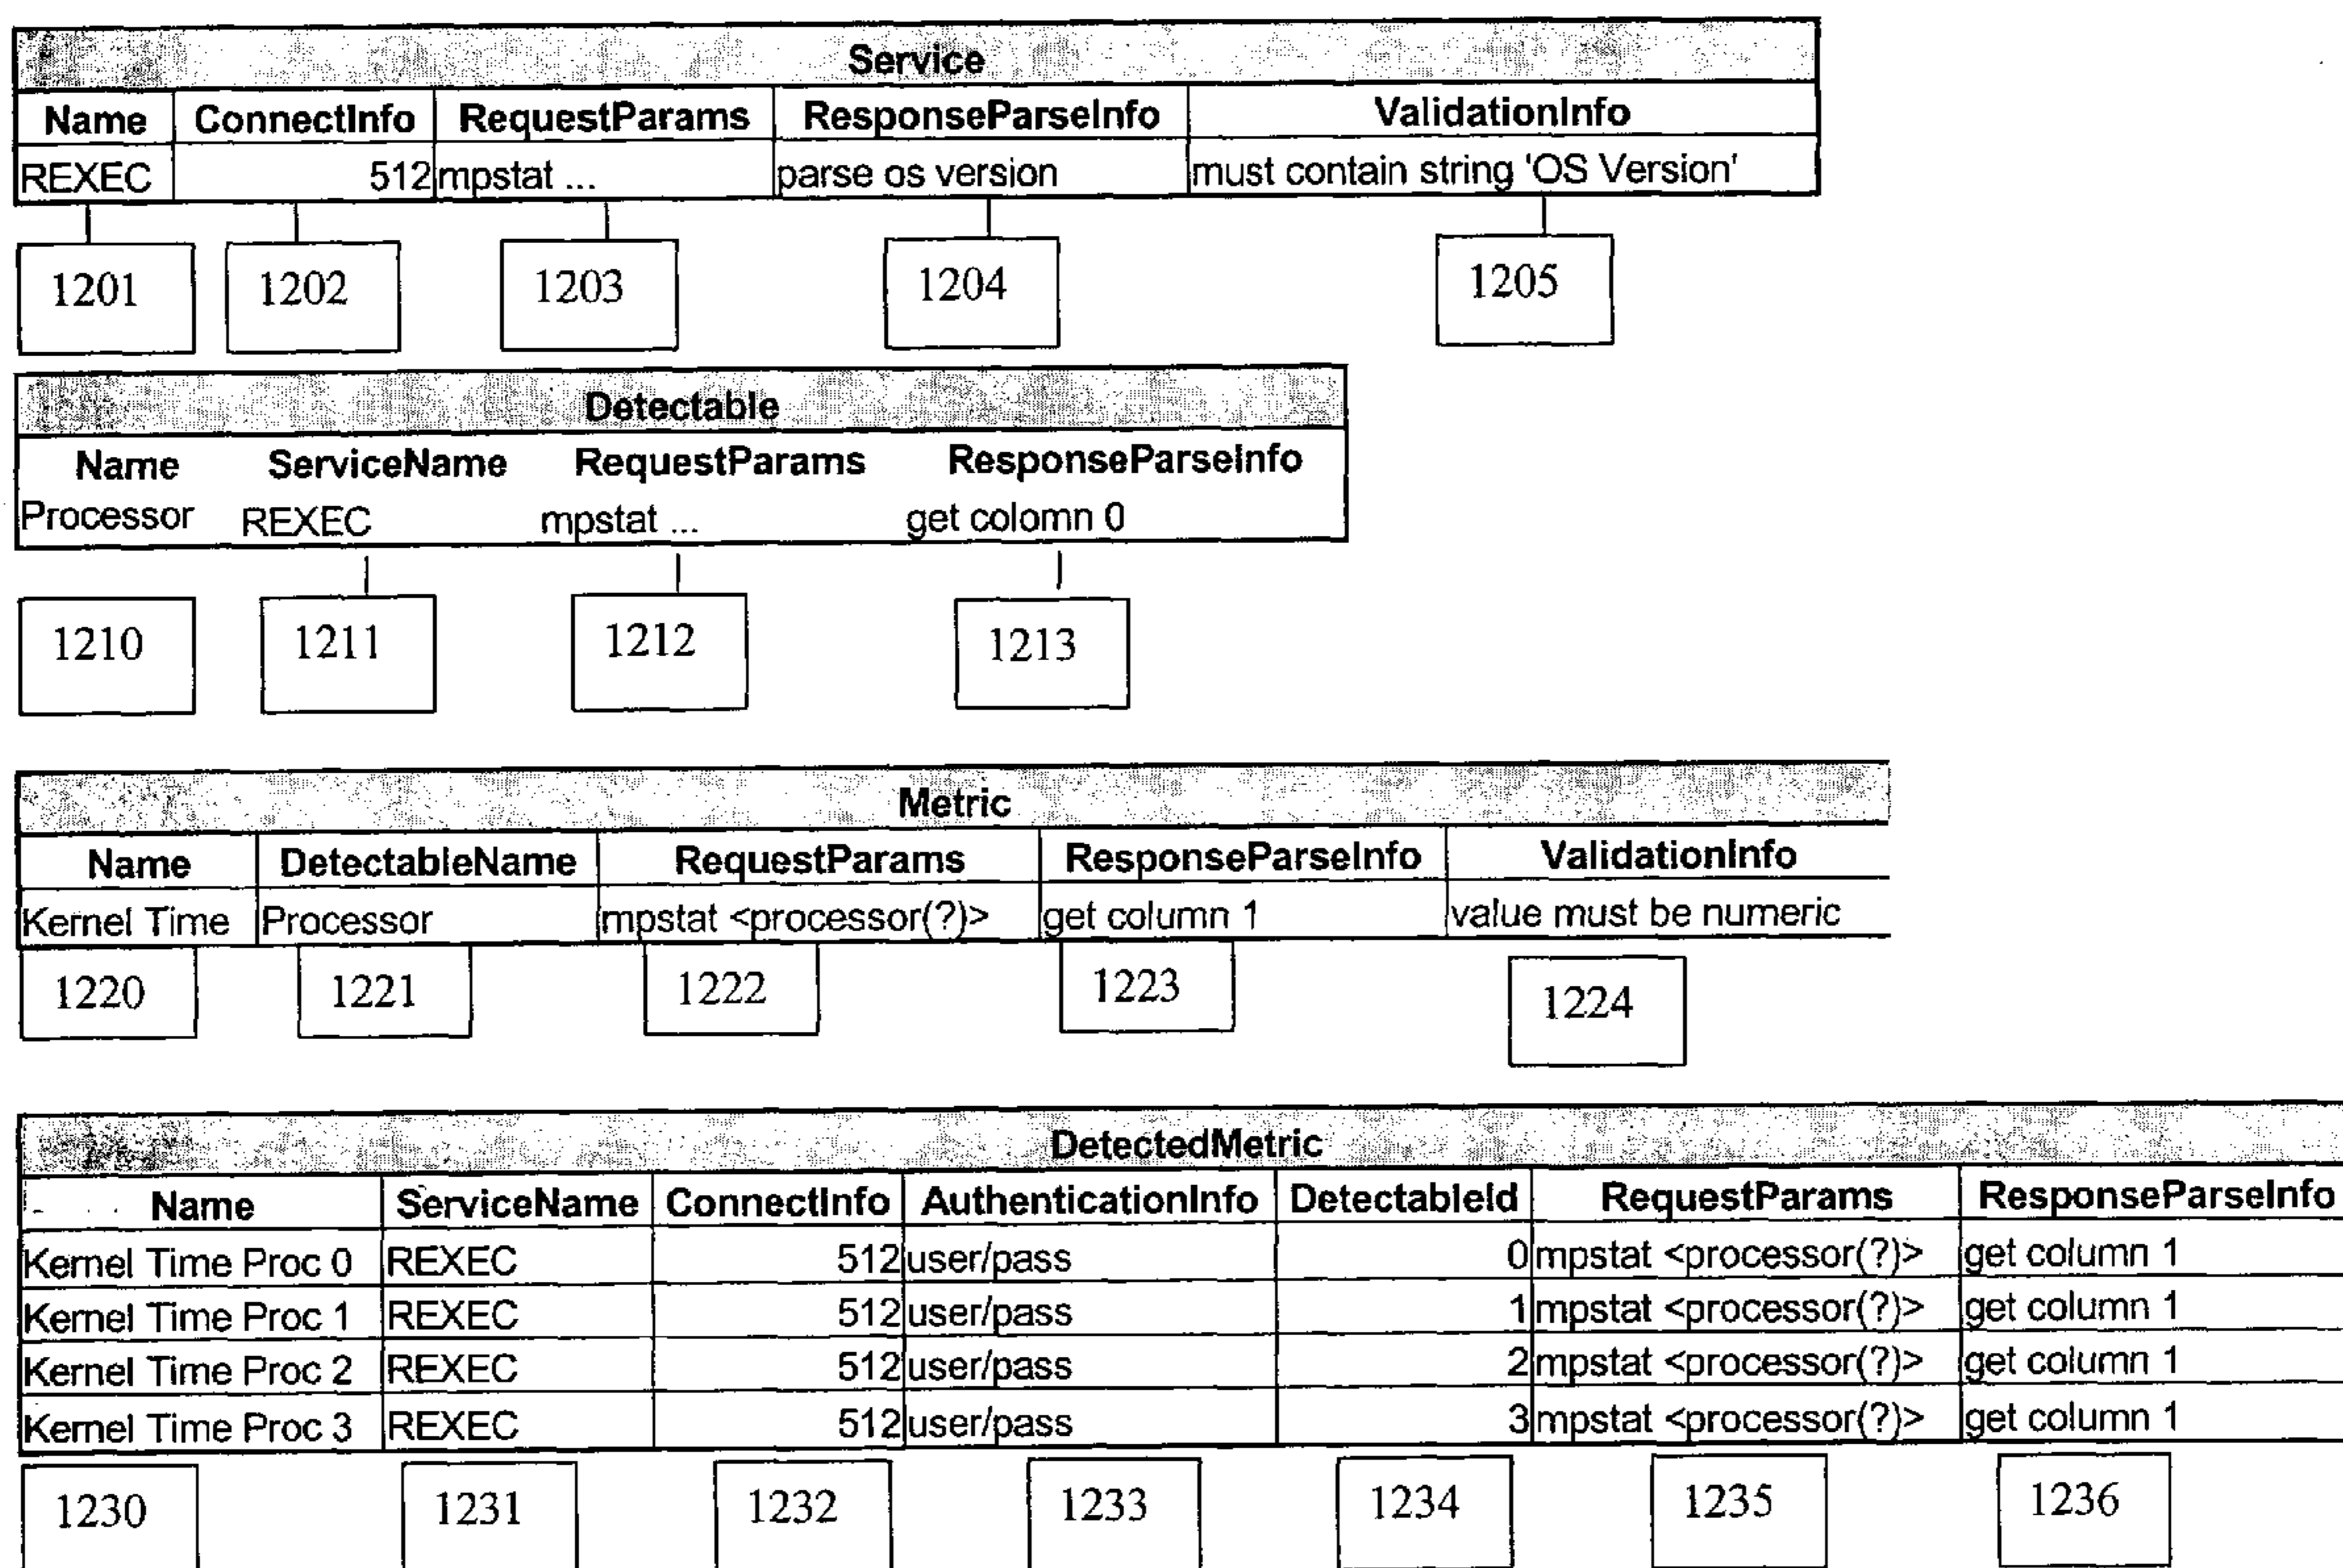 Service
Name ConnectInfo RequestParams ResponseParseInfo ValidationInfo
REXEC 512 mpstat ... parse os version must contain string 'OS Version'
1201 1202 1203 1204 1205
Detectable
Name ServiceName RequestParams ResponseParseInfo
Processor REXEC mpstat ... get colomn 0
1210 1211 1212 1213
Metric
Name DetectableName RequestParams ResponseParseInfo ValidationInfo
Kernel Time Processor mpstat <processor(?)> get column 1 value must be numeric
1220 1221 1222 1223 1224
DetectedMetric
Name ServiceName ConnectInfo AuthenticationInfo DetectableId RequestParams ResponseParseInfo
Kernel Time Proc 0 REXEC 512 user/pass 0 mpstat <processor(?)> get column 1
Kernel Time Proc 1 REXEC 512 user/pass 1 mpstat <processor(?)> get column 1
Kernel Time Proc 2 REXEC 512 user/pass 2 mpstat <processor(?)> get column 1
Kernel Time Proc 3 REXEC 512 user/pass 3 mpstat <processor(?)> get column 1
1230 1231 1232 1233 1234 1235 1236